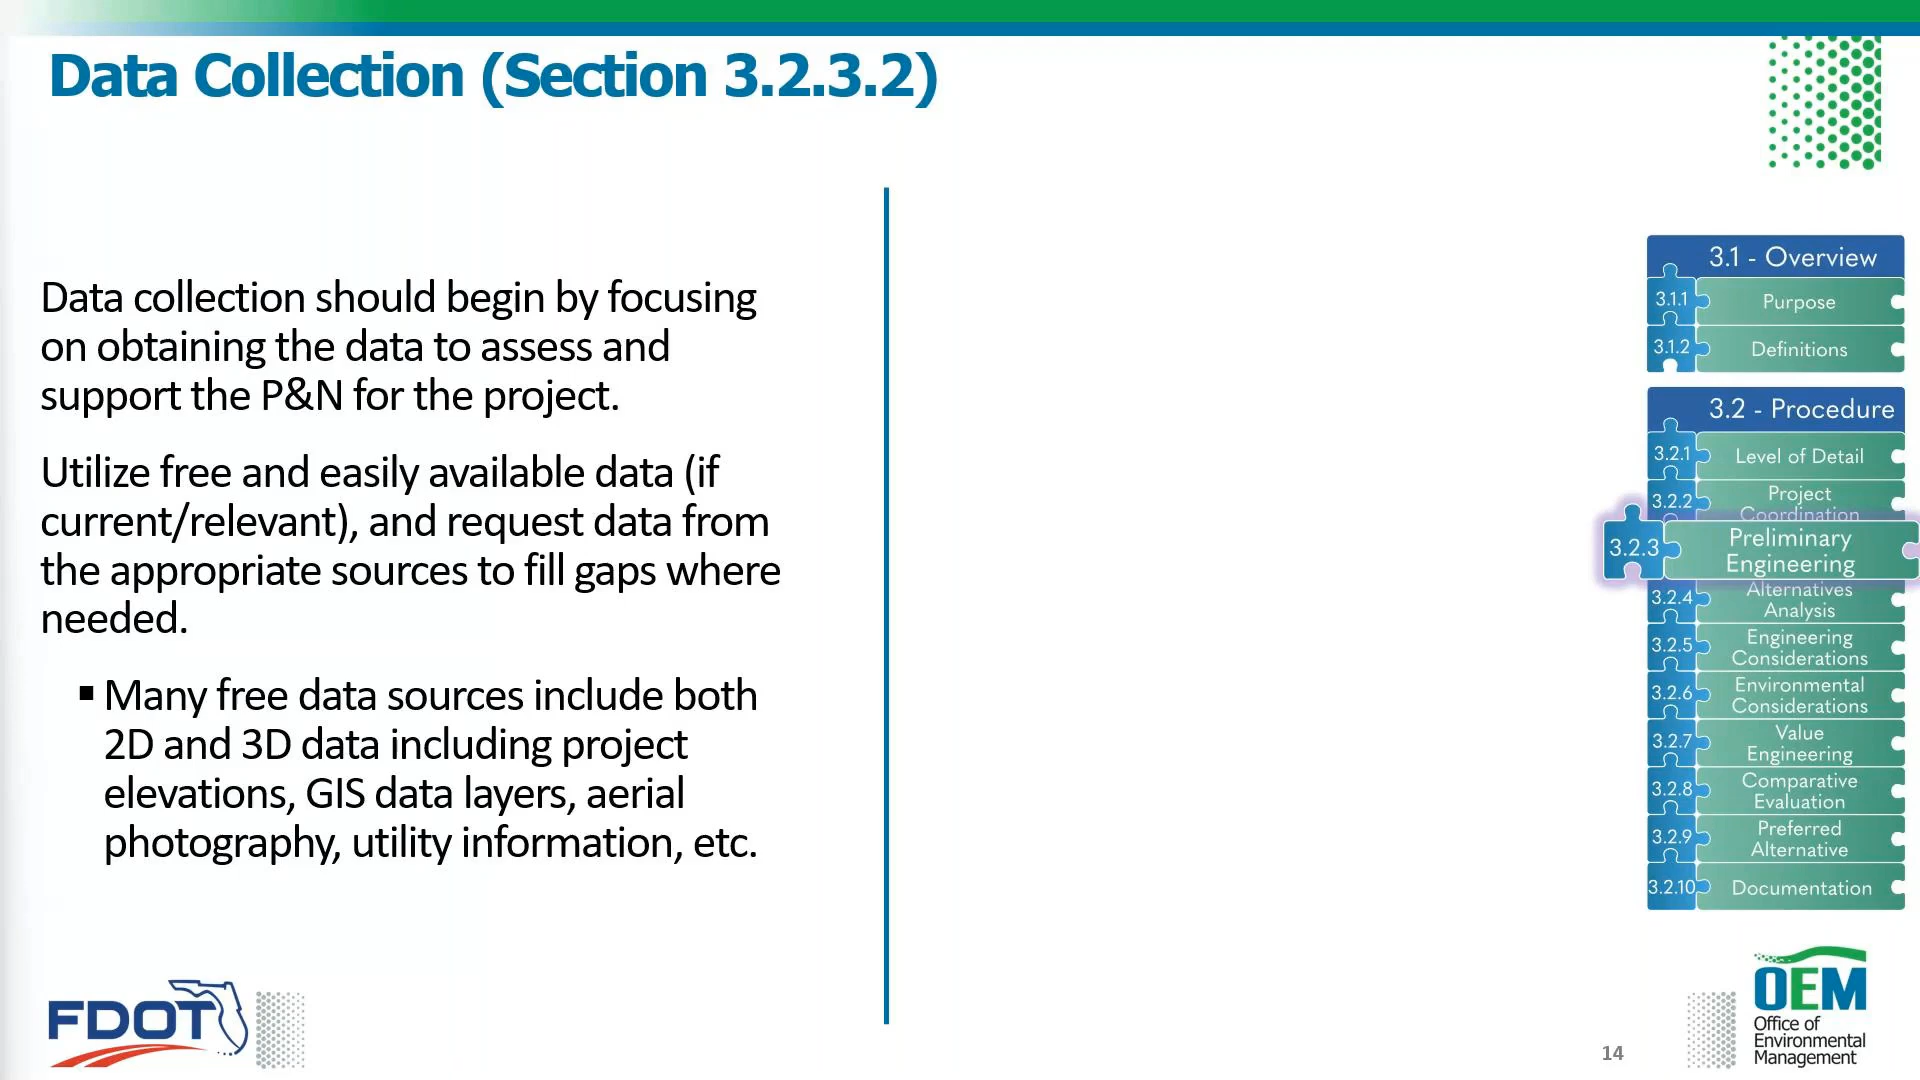 Data Collection (Section 3.2.3.2)
Data collection should begin by focusing
on obtaining the data to assess and
support the P&N for the project.
Utilize free and easily available data (if
current/relevant), and request data from
the appropriate sources to fill gaps where
needed.
▪ Many free data sources include both
2D and 3D data including project
elevations, GIS data layers, aerial
photography, utility information, etc.
3.1 - Overview
3.1.1 Purpose
3.1.2 Definitions
3.2 - Procedure
3.2.1 Level of Detail
3.2.2 Project
Coordination
3.2.3 Preliminary
Engineering
3.2.4 Alternatives
Analysis
3.2.5 Engineering
Considerations
3.2.6 Environmental
Considerations
3.2.7 Value
Engineering
3.2.8 Comparative
Evaluation
3.2.9 Preferred
Alternative
3.2.10 Documentation
FDOT
OEM
Office of
Environmental
Management
14